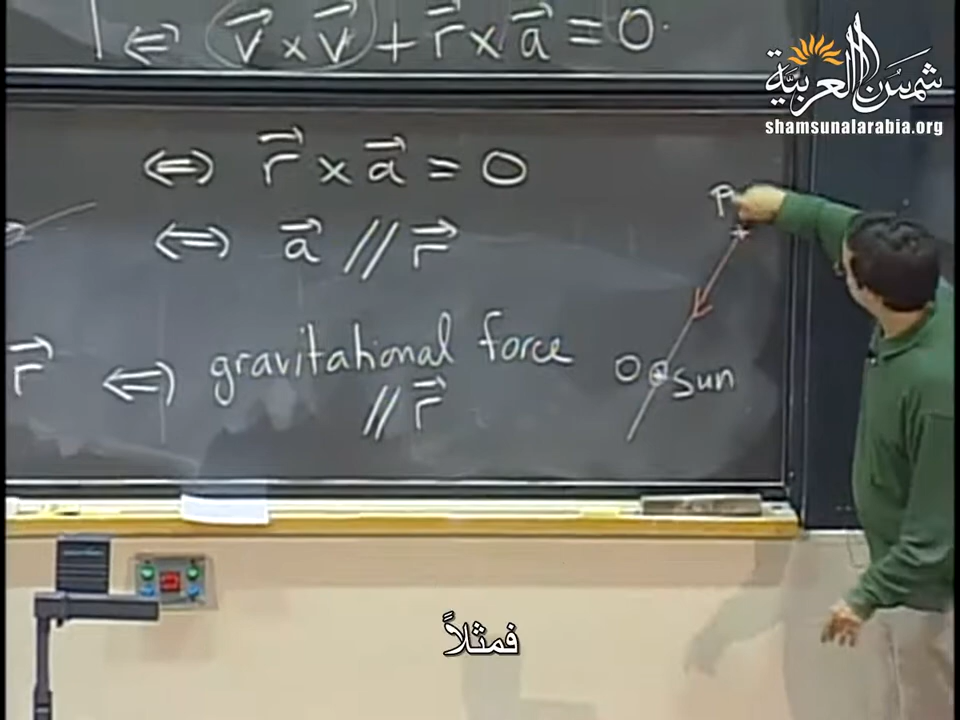 ⇔ v⃗ × v⃗ + r⃗ × a⃗ = 0.
شمس العربية
shamsunalarabia.org
⇔ r⃗ × a⃗ = 0
⇔ a⃗ // r⃗
P
r⃗ ⇔ gravitational force
// r⃗
O sun
فمثلاً